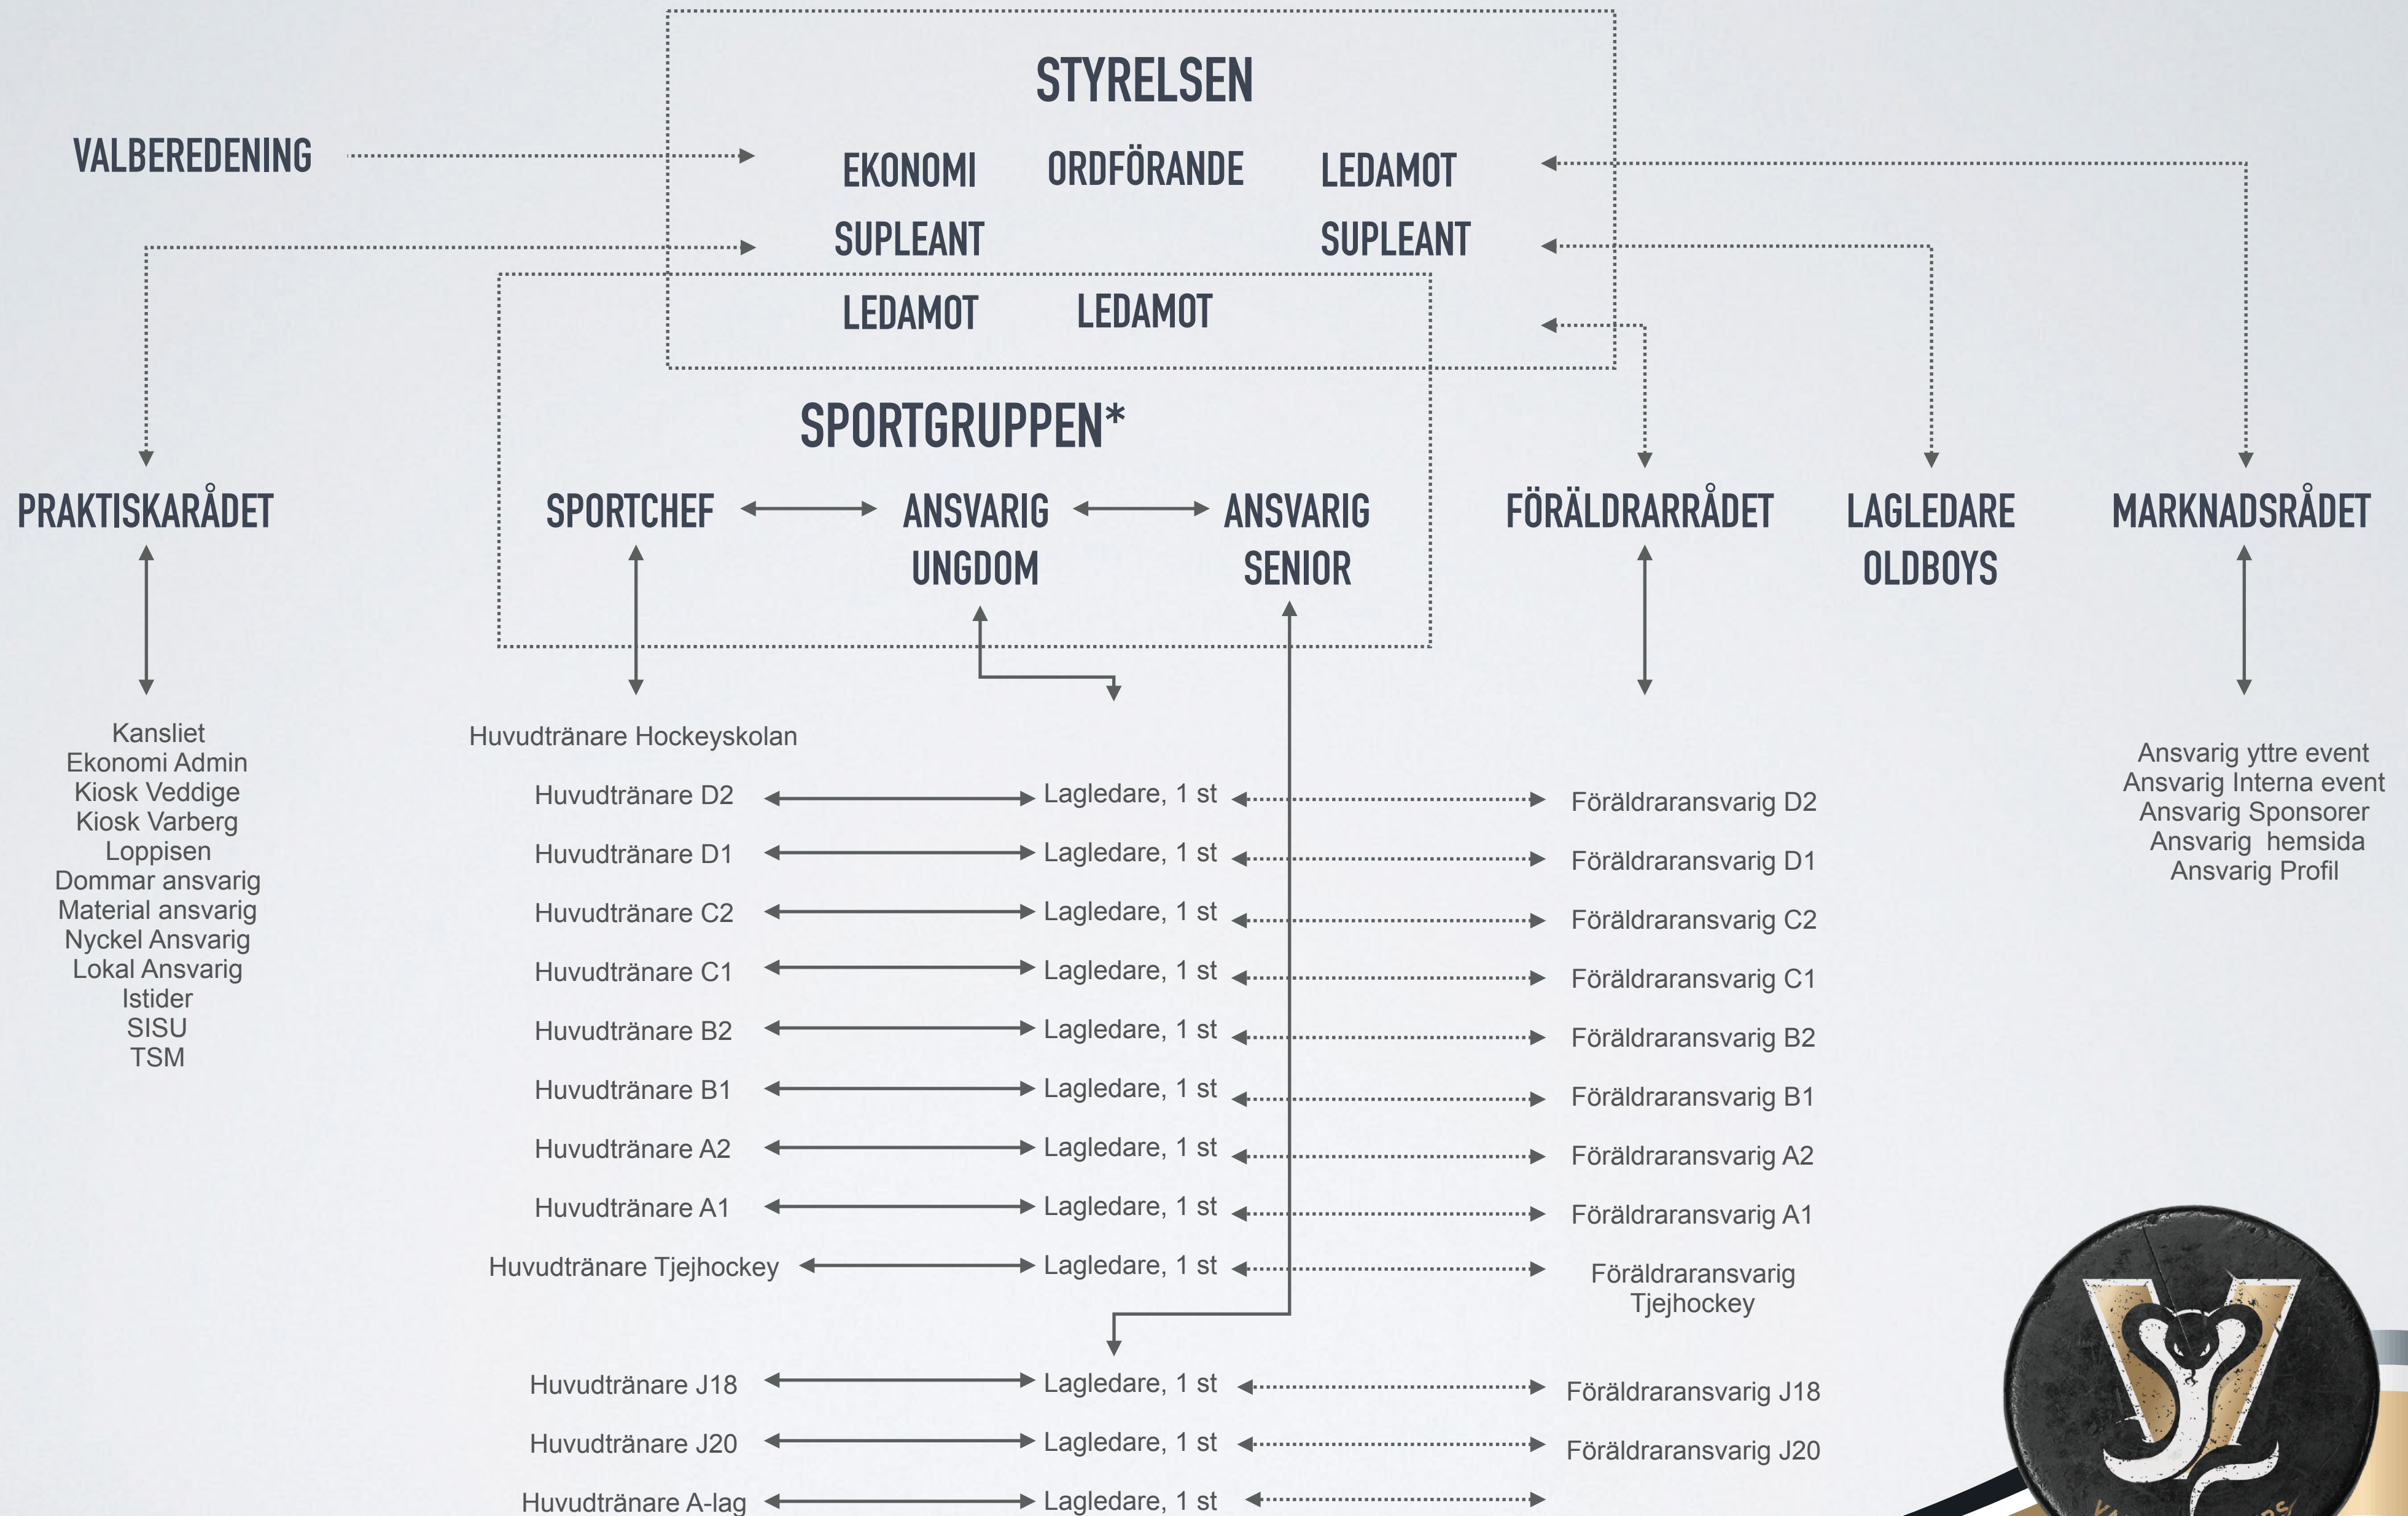 STYRELSEN
VALBEREDENING
EKONOMI ORDFÖRANDE LEDAMOT
SUPLEANT SUPLEANT
LEDAMOT LEDAMOT
SPORTGRUPPEN*
PRAKTISKARÅDET SPORTCHEF ANSVARIG ANSVARIG FÖRÄLDRARRÅDET LAGLEDARE MARKNADSRÅDET
UNGDOM SENIOR OLDBOYS
Kansliet
Ekonomi Admin
Kiosk Veddige
Kiosk Varberg
Loppisen
Dommar ansvarig
Material ansvarig
Nyckel Ansvarig
Lokal Ansvarig
Istider
SISU
TSM
Huvudtränare Hockeyskolan
Huvudtränare D2 Lagledare, 1 st Föräldraransvarig D2
Huvudtränare D1 Lagledare, 1 st Föräldraransvarig D1
Huvudtränare C2 Lagledare, 1 st Föräldraransvarig C2
Huvudtränare C1 Lagledare, 1 st Föräldraransvarig C1
Huvudtränare B2 Lagledare, 1 st Föräldraransvarig B2
Huvudtränare B1 Lagledare, 1 st Föräldraransvarig B1
Huvudtränare A2 Lagledare, 1 st Föräldraransvarig A2
Huvudtränare A1 Lagledare, 1 st Föräldraransvarig A1
Huvudtränare Tjejhockey Lagledare, 1 st Föräldraransvarig
Tjejhockey
Huvudtränare J18 Lagledare, 1 st Föräldraransvarig J18
Huvudtränare J20 Lagledare, 1 st Föräldraransvarig J20
Huvudtränare A-lag Lagledare, 1 st
Ansvarig yttre event
Ansvarig Interna event
Ansvarig Sponsorer
Ansvarig  hemsida
Ansvarig Profil